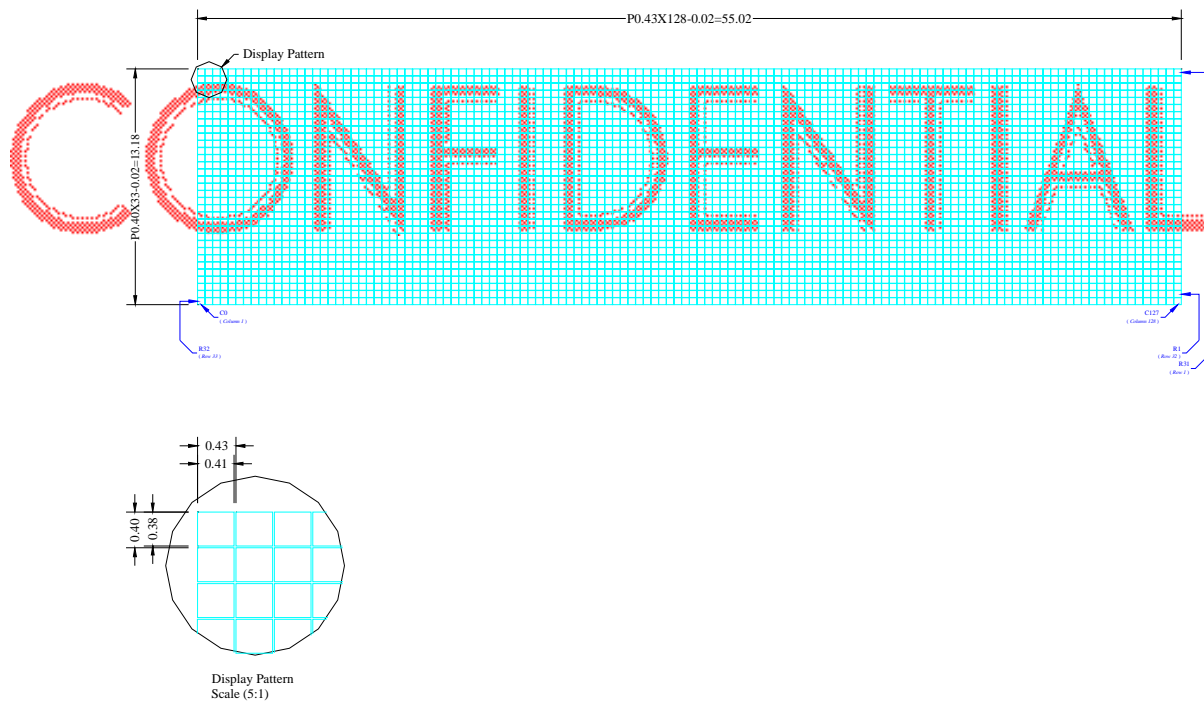 P0.43X128-0.02=55.02
Display Pattern
CONFIDENTIAL
P0.40X33-0.02=13.18
C0
( Column 1 )
C127
( Column 128 )
R32
( Row 33 )
R1
( Row 32 )
R31
( Row 1 )
0.43
0.41
0.40
0.38
Display Pattern
Scale (5:1)